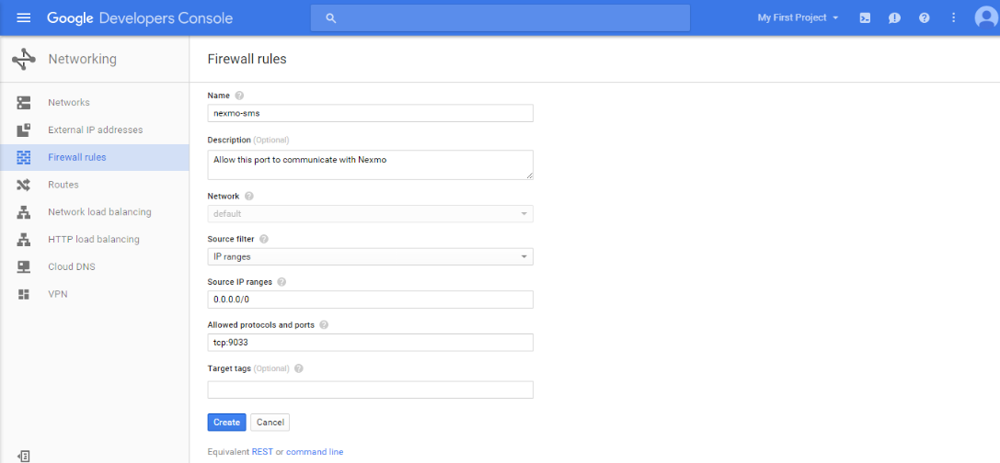 Google Developers Console
My First Project
Networking
Firewall rules
Networks
External IP addresses
Firewall rules
Routes
Network load balancing
HTTP load balancing
Cloud DNS
VPN
Name
nexmo-sms
Description (Optional)
Allow this port to communicate with Nexmo
Network
default
Source filter
IP ranges
Source IP ranges
0.0.0.0/0
Allowed protocols and ports
tcp:9033
Target tags (Optional)
Create Cancel
Equivalent REST or command line